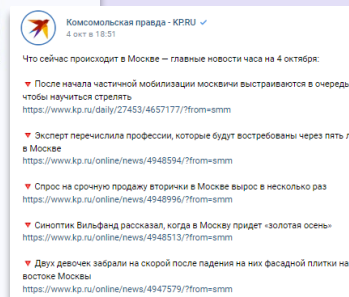 Комсомольская правда - KP.RU
4 окт в 18:51
Что сейчас происходит в Москве — главные новости часа на 4 октября:
После начала частичной мобилизации москвичи выстраиваются в очередь
чтобы научиться стрелять
https://www.kp.ru/daily/27453/4657177/?from=smm
Эксперт перечислила профессии, которые будут востребованы через пять
в Москве
https://www.kp.ru/online/news/4948594/?from=smm
Спрос на срочную продажу вторички в Москве вырос в несколько раз
https://www.kp.ru/online/news/4948996/?from=smm
Синоптик Вильфанд рассказал, когда в Москву придет «золотая осень»
https://www.kp.ru/online/news/4948513/?from=smm
Двух девочек забрали на скорой после падения на них фасадной плитки на
востоке Москвы
https://www.kp.ru/online/news/4947579/?from=smm